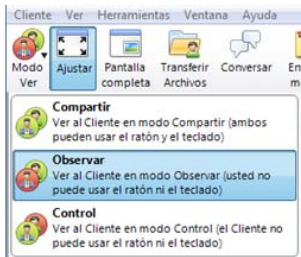 Cliente Ver Herramientas Ventana Ayuda
Modo Ver Ajustar Pantalla completa Transferir Archivos Conversar
Compartir
Ver al Cliente en modo Compartir (ambos
pueden usar el ratón y el teclado)
Observar
Ver al Cliente en modo Observar (usted no
puede usar el ratón ni el teclado)
Control
Ver al Cliente en modo Control (el Cliente no
puede usar el ratón ni el teclado)